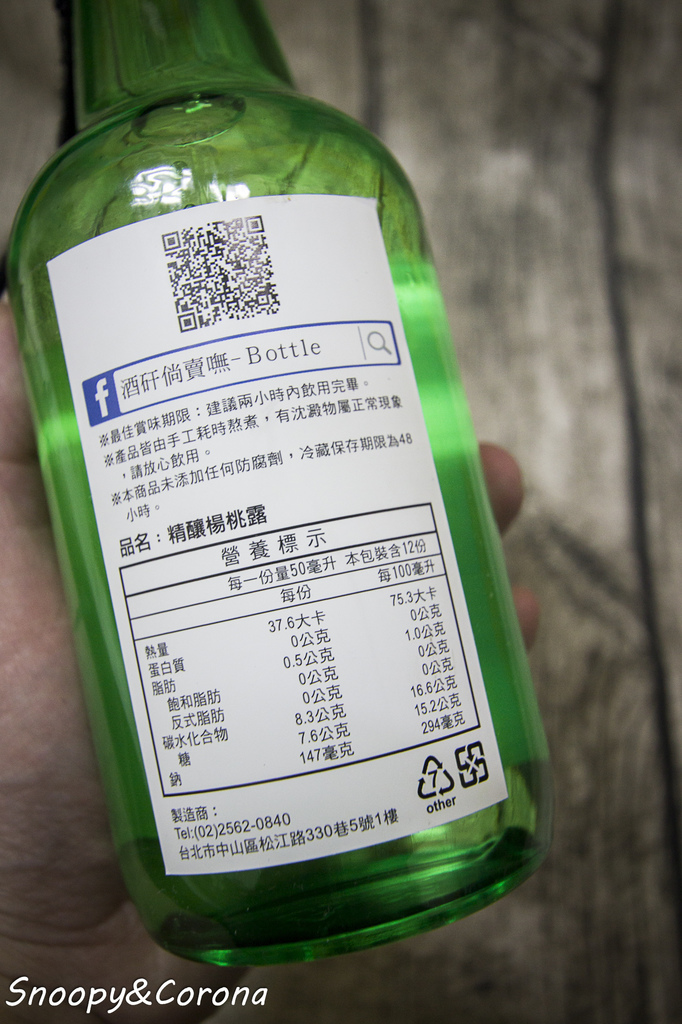 f 酒矸倘賣嘸-Bottle
※最佳賞味期限：建議兩小時內飲用完畢。
※產品皆由手工耗時熬煮，有沈澱物屬正常現象
，請放心飲用。
※本商品未添加任何防腐劑，冷藏保存期限為48
小時。
品名：精釀楊桃露
營養標示
每一份量50毫升 本包裝含12份
每份 每100毫升
熱量 37.6大卡 75.3大卡
蛋白質 0公克 0公克
脂肪 0.5公克 1.0公克
飽和脂肪 0公克 0公克
反式脂肪 0公克 0公克
碳水化合物 8.3公克 16.6公克
糖 7.6公克 15.2公克
鈉 147毫克 294毫克
7
other
製造商：
Tel:(02)2562-0840
台北市中山區松江路330巷5號1樓
Snoopy&Corona